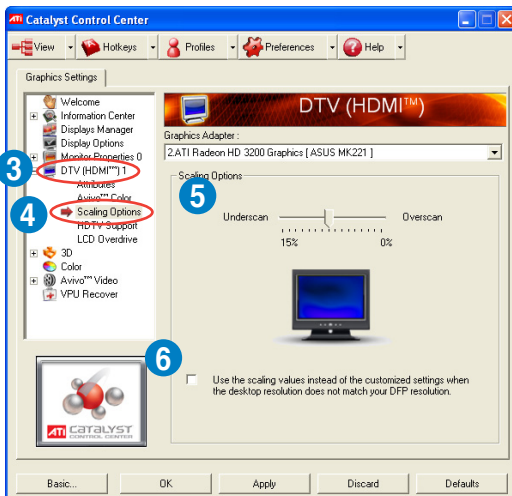 ATI Catalyst Control Center
View Hotkeys Profiles Preferences Help
Graphics Settings
Welcome
Information Center
Displays Manager
Display Options
Monitor Properties 0
3
DTV (HDMI™) 1
Attributes
Avivo™ Color
4
Scaling Options
HDTV Support
LCD Overdrive
3D
Color
Avivo™ Video
VPU Recover
ATI CATALYST
CONTROL CENTER
DTV (HDMI™)
Graphics Adapter :
2.ATI Radeon HD 3200 Graphics [ ASUS MK221 ]
Scaling Options
5
Underscan Overscan
15% 0%
6
Use the scaling values instead of the customized settings when
the desktop resolution does not match your DFP resolution.
Basic... OK Apply Discard Defaults